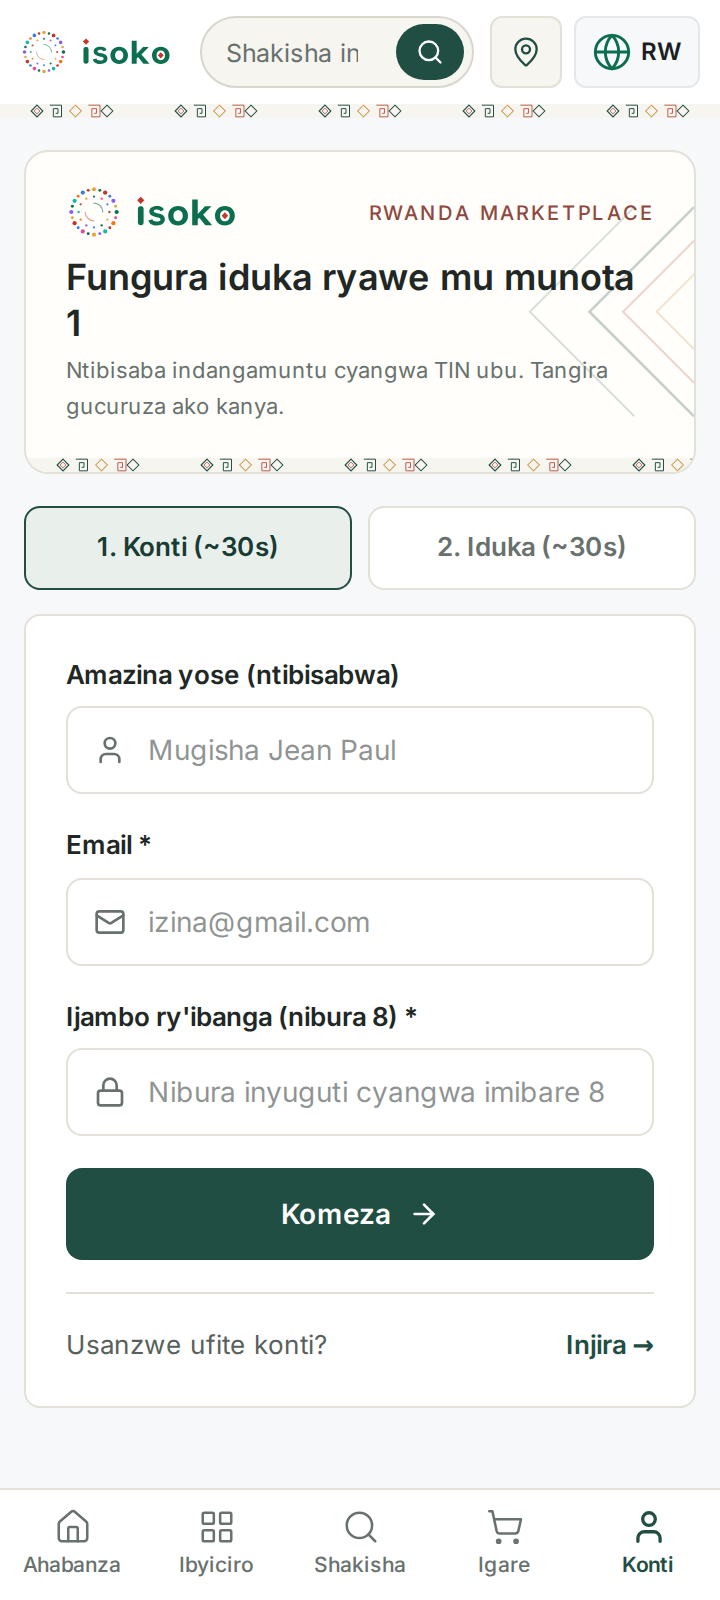 isoko
Shakisha in
RW
isoko
RWANDA MARKETPLACE
Fungura iduka ryawe mu munota
1
Ntibisaba indangamuntu cyangwa TIN ubu. Tangira
gucuruza ako kanya.
1. Konti (~30s)
2. Iduka (~30s)
Amazina yose (ntibisabwa)
Mugisha Jean Paul
Email *
izina@gmail.com
Ijambo ry'ibanga (nibura 8) *
Nibura inyuguti cyangwa imibare 8
Komeza →
Usanzwe ufite konti?
Injira →
Ahabanza
Ibyiciro
Shakisha
Igare
Konti